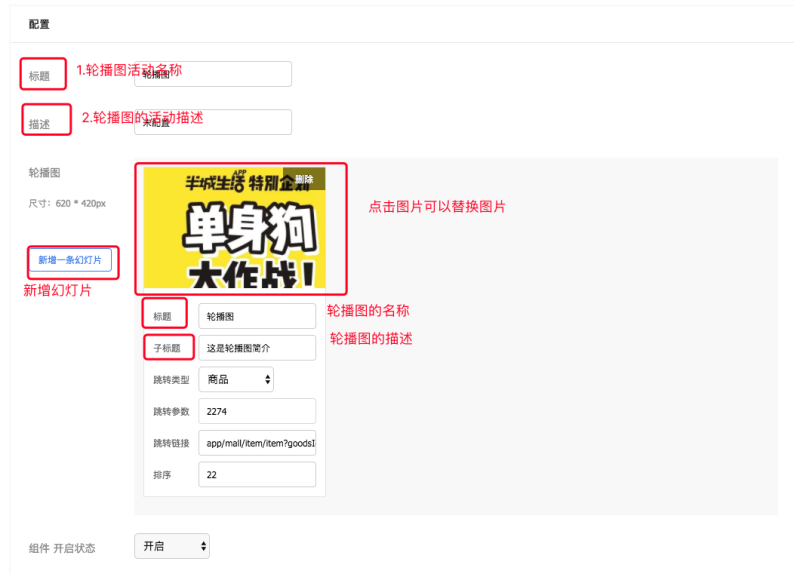 配置
标题
1.轮播图活动名称
轮播图
描述
2.轮播图的活动描述
未配置
轮播图
尺寸: 620 * 420px
新增一条幻灯片
新增幻灯片
半城生活 APP 特别企划
删除
单身狗
大作战!
点击图片可以替换图片
标题
轮播图
轮播图的名称
子标题
这是轮播图简介
轮播图的描述
跳转类型
商品
跳转参数
2274
跳转链接
app/mall/item/item?goodsI
排序
22
组件 开启状态
开启